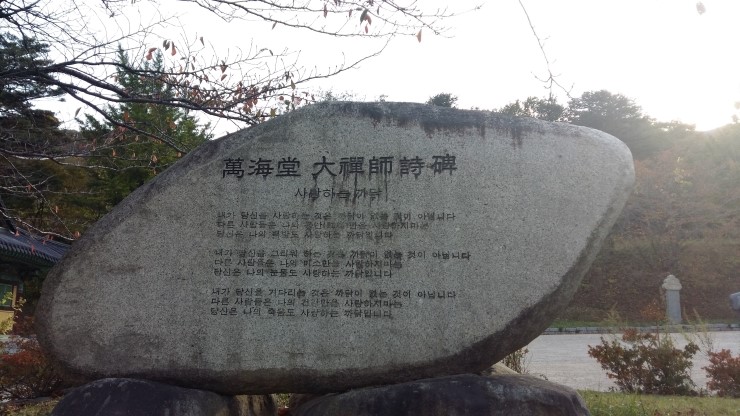 萬海堂 大禪師詩碑
사랑하는 까닭
내가 당신을 사랑하는 것은 까닭이 없는 것이 아닙니다
다른 사람들은 나의 홍안만을 사랑하지마는
당신은 나의 백발도 사랑하는 까닭입니다
내가 당신을 그리워 하는 것은 까닭이 없는 것이 아닙니다
다른 사람들은 나의 미소만을 사랑하지마는
당신은 나의 눈물도 사랑하는 까닭입니다
내가 당신을 기다리는 것은 까닭이 없는 것이 아닙니다
다른 사람들은 나의 건강만을 사랑하지마는
당신은 나의 죽음도 사랑하는 까닭입니다